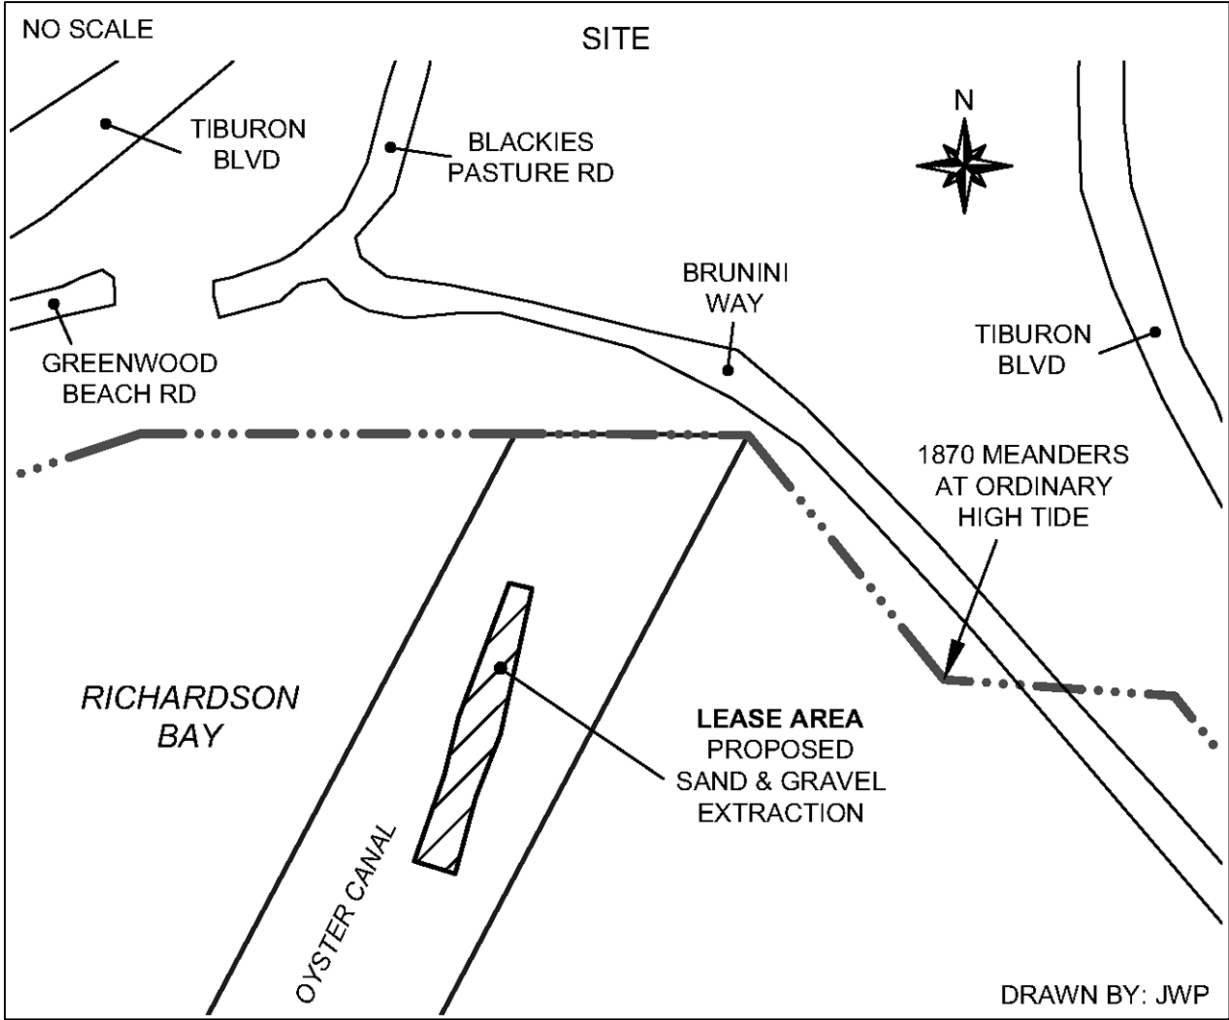 NO SCALE
SITE
TIBURON
BLVD
BLACKIES
PASTURE RD
N
BRUNINI
WAY
TIBURON
BLVD
GREENWOOD
BEACH RD
1870 MEANDERS
AT ORDINARY
HIGH TIDE
RICHARDSON
BAY
LEASE AREA
PROPOSED
SAND & GRAVEL
EXTRACTION
OYSTER CANAL
DRAWN BY: JWP